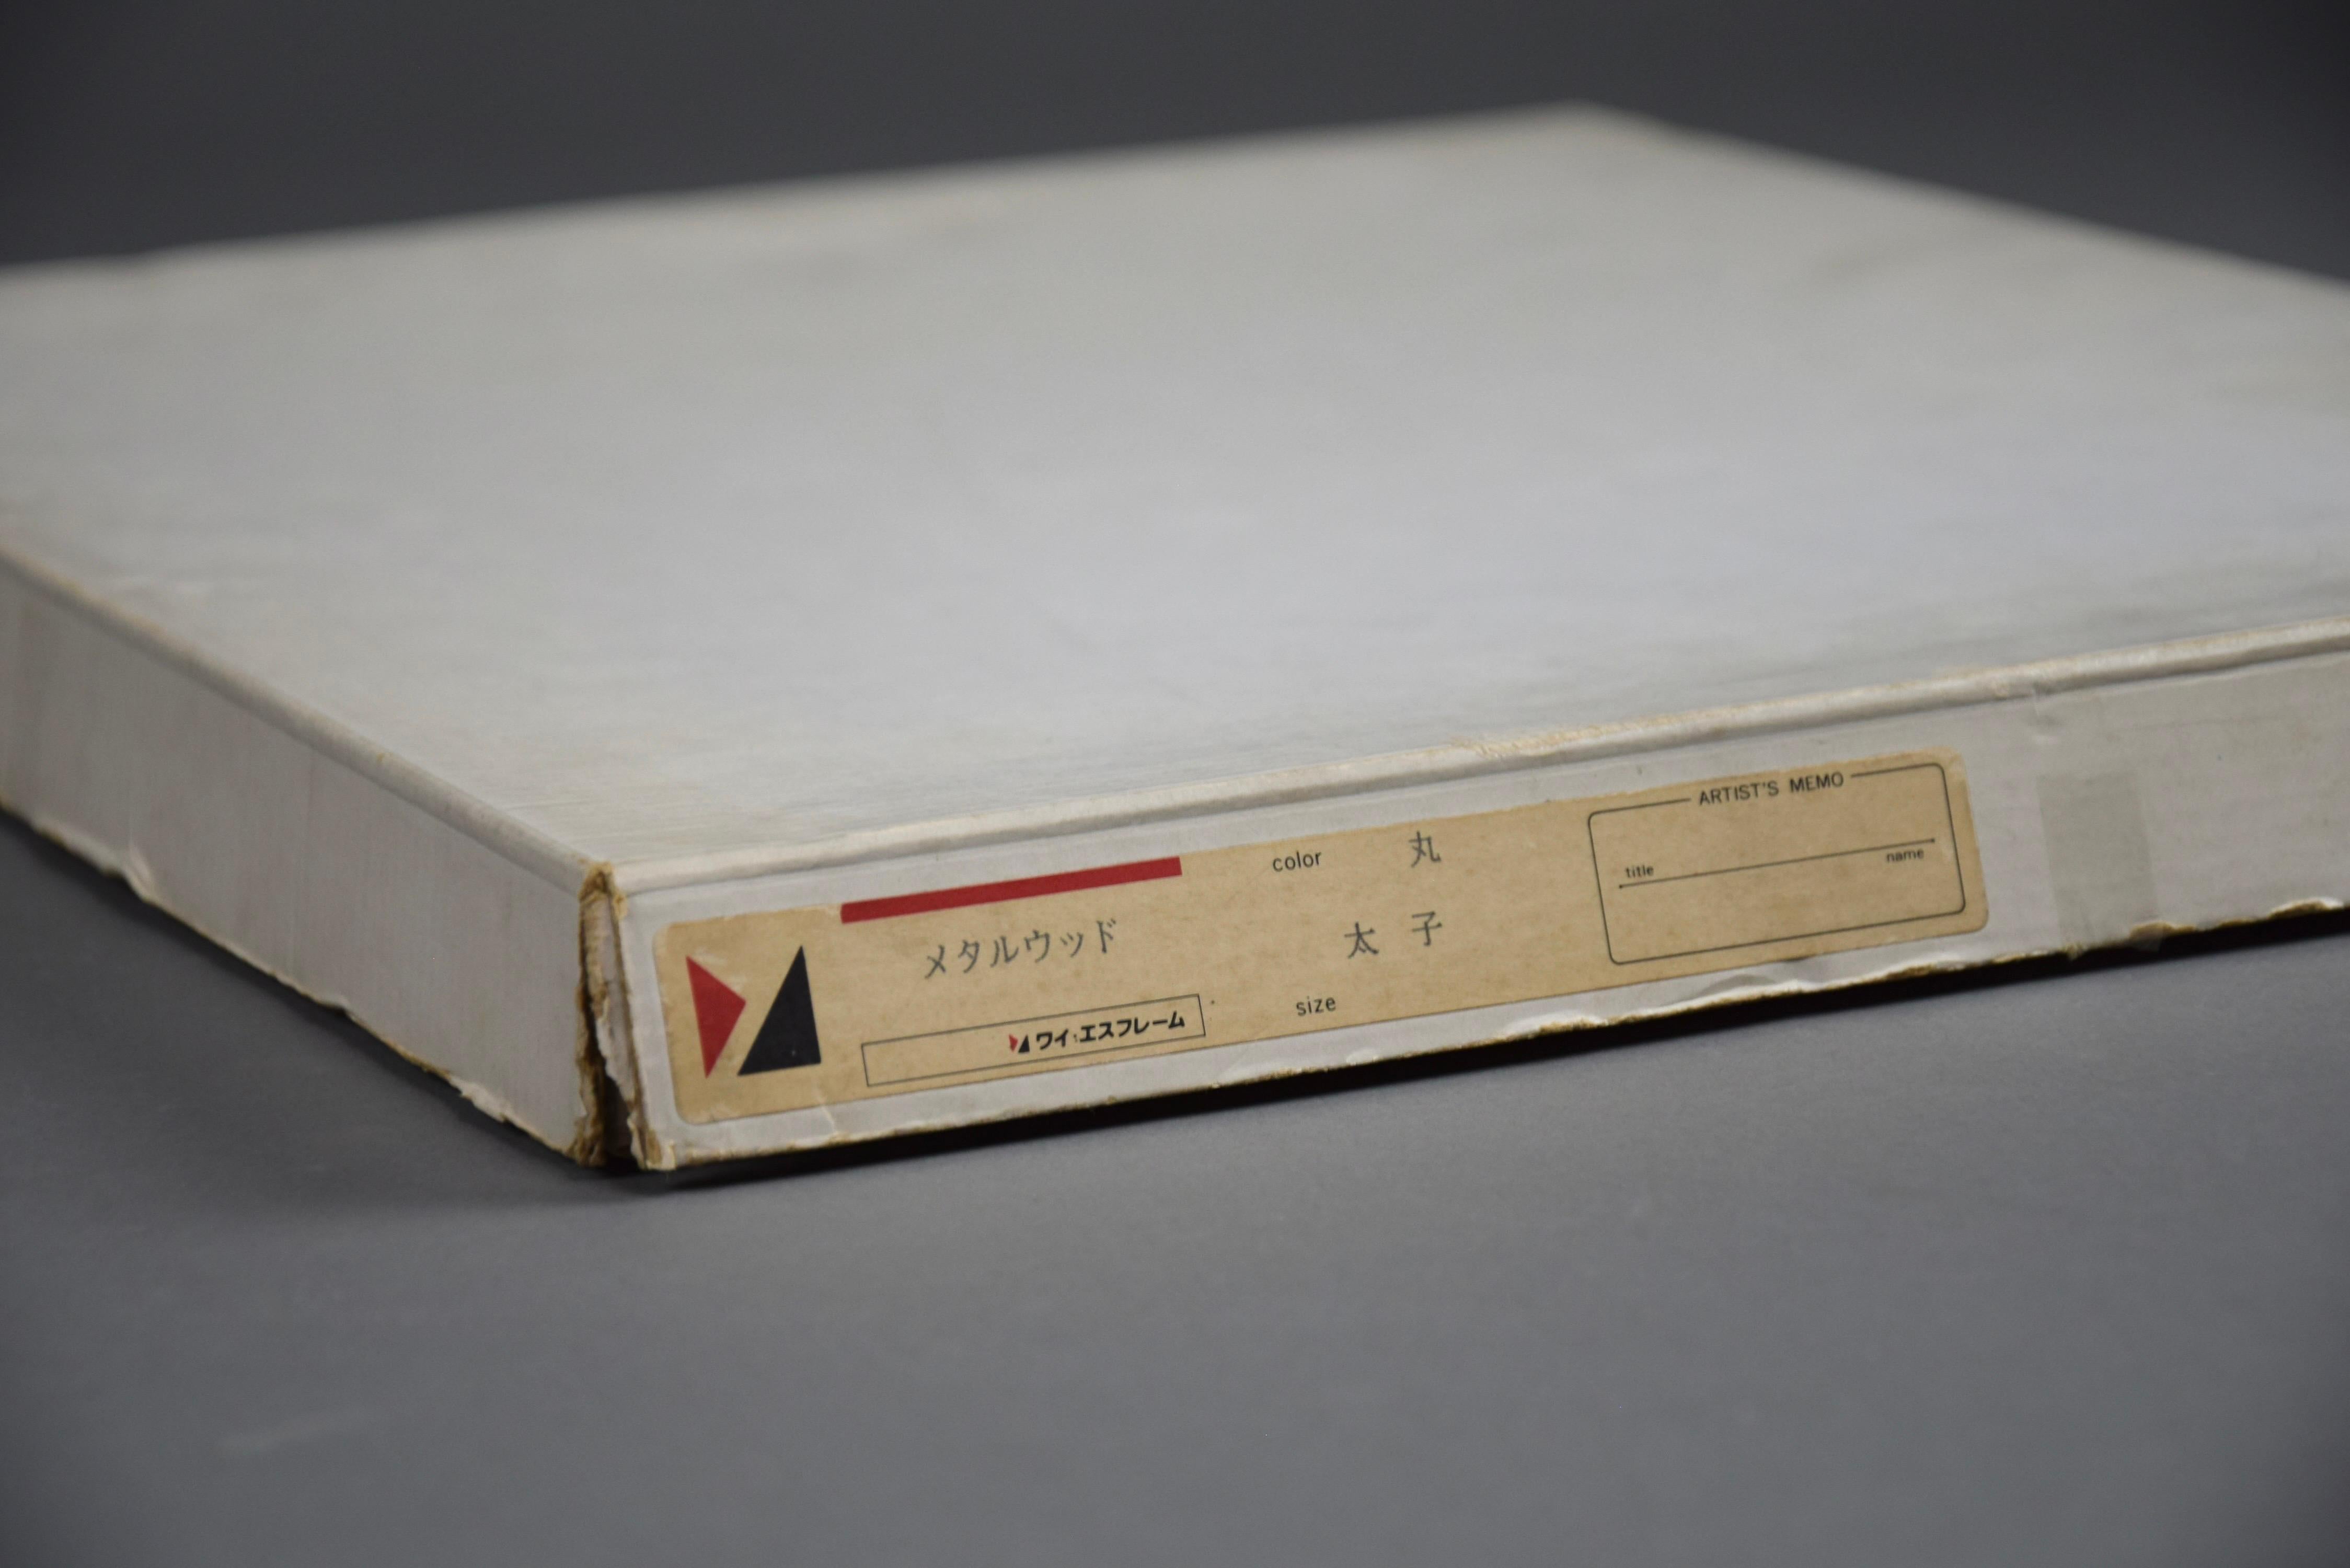 メタルウッド
ワイ・エスフレーム
color 丸
太 子
size
ARTIST'S MEMO
title name